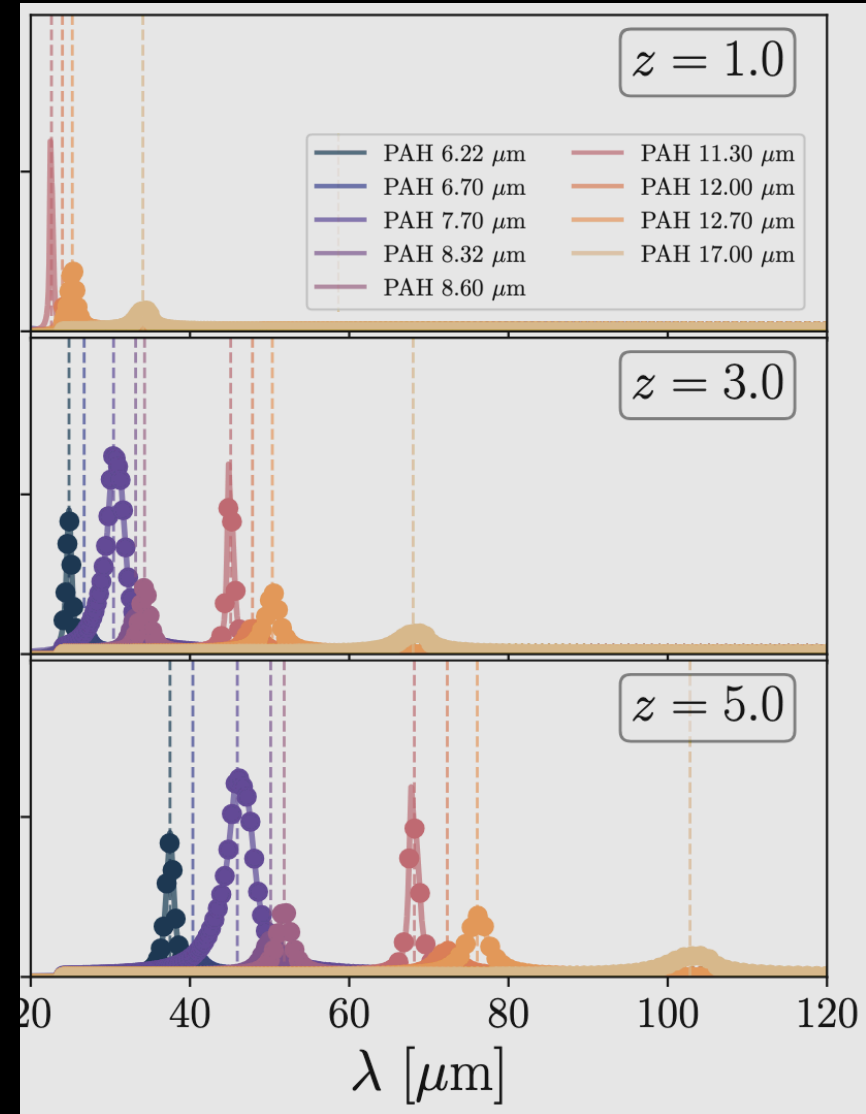 z = 1.0
PAH 6.22 μm
PAH 6.70 μm
PAH 7.70 μm
PAH 8.32 μm
PAH 8.60 μm
PAH 11.30 μm
PAH 12.00 μm
PAH 12.70 μm
PAH 17.00 μm
z = 3.0
z = 5.0
20 40 60 80 100 120
λ [μm]